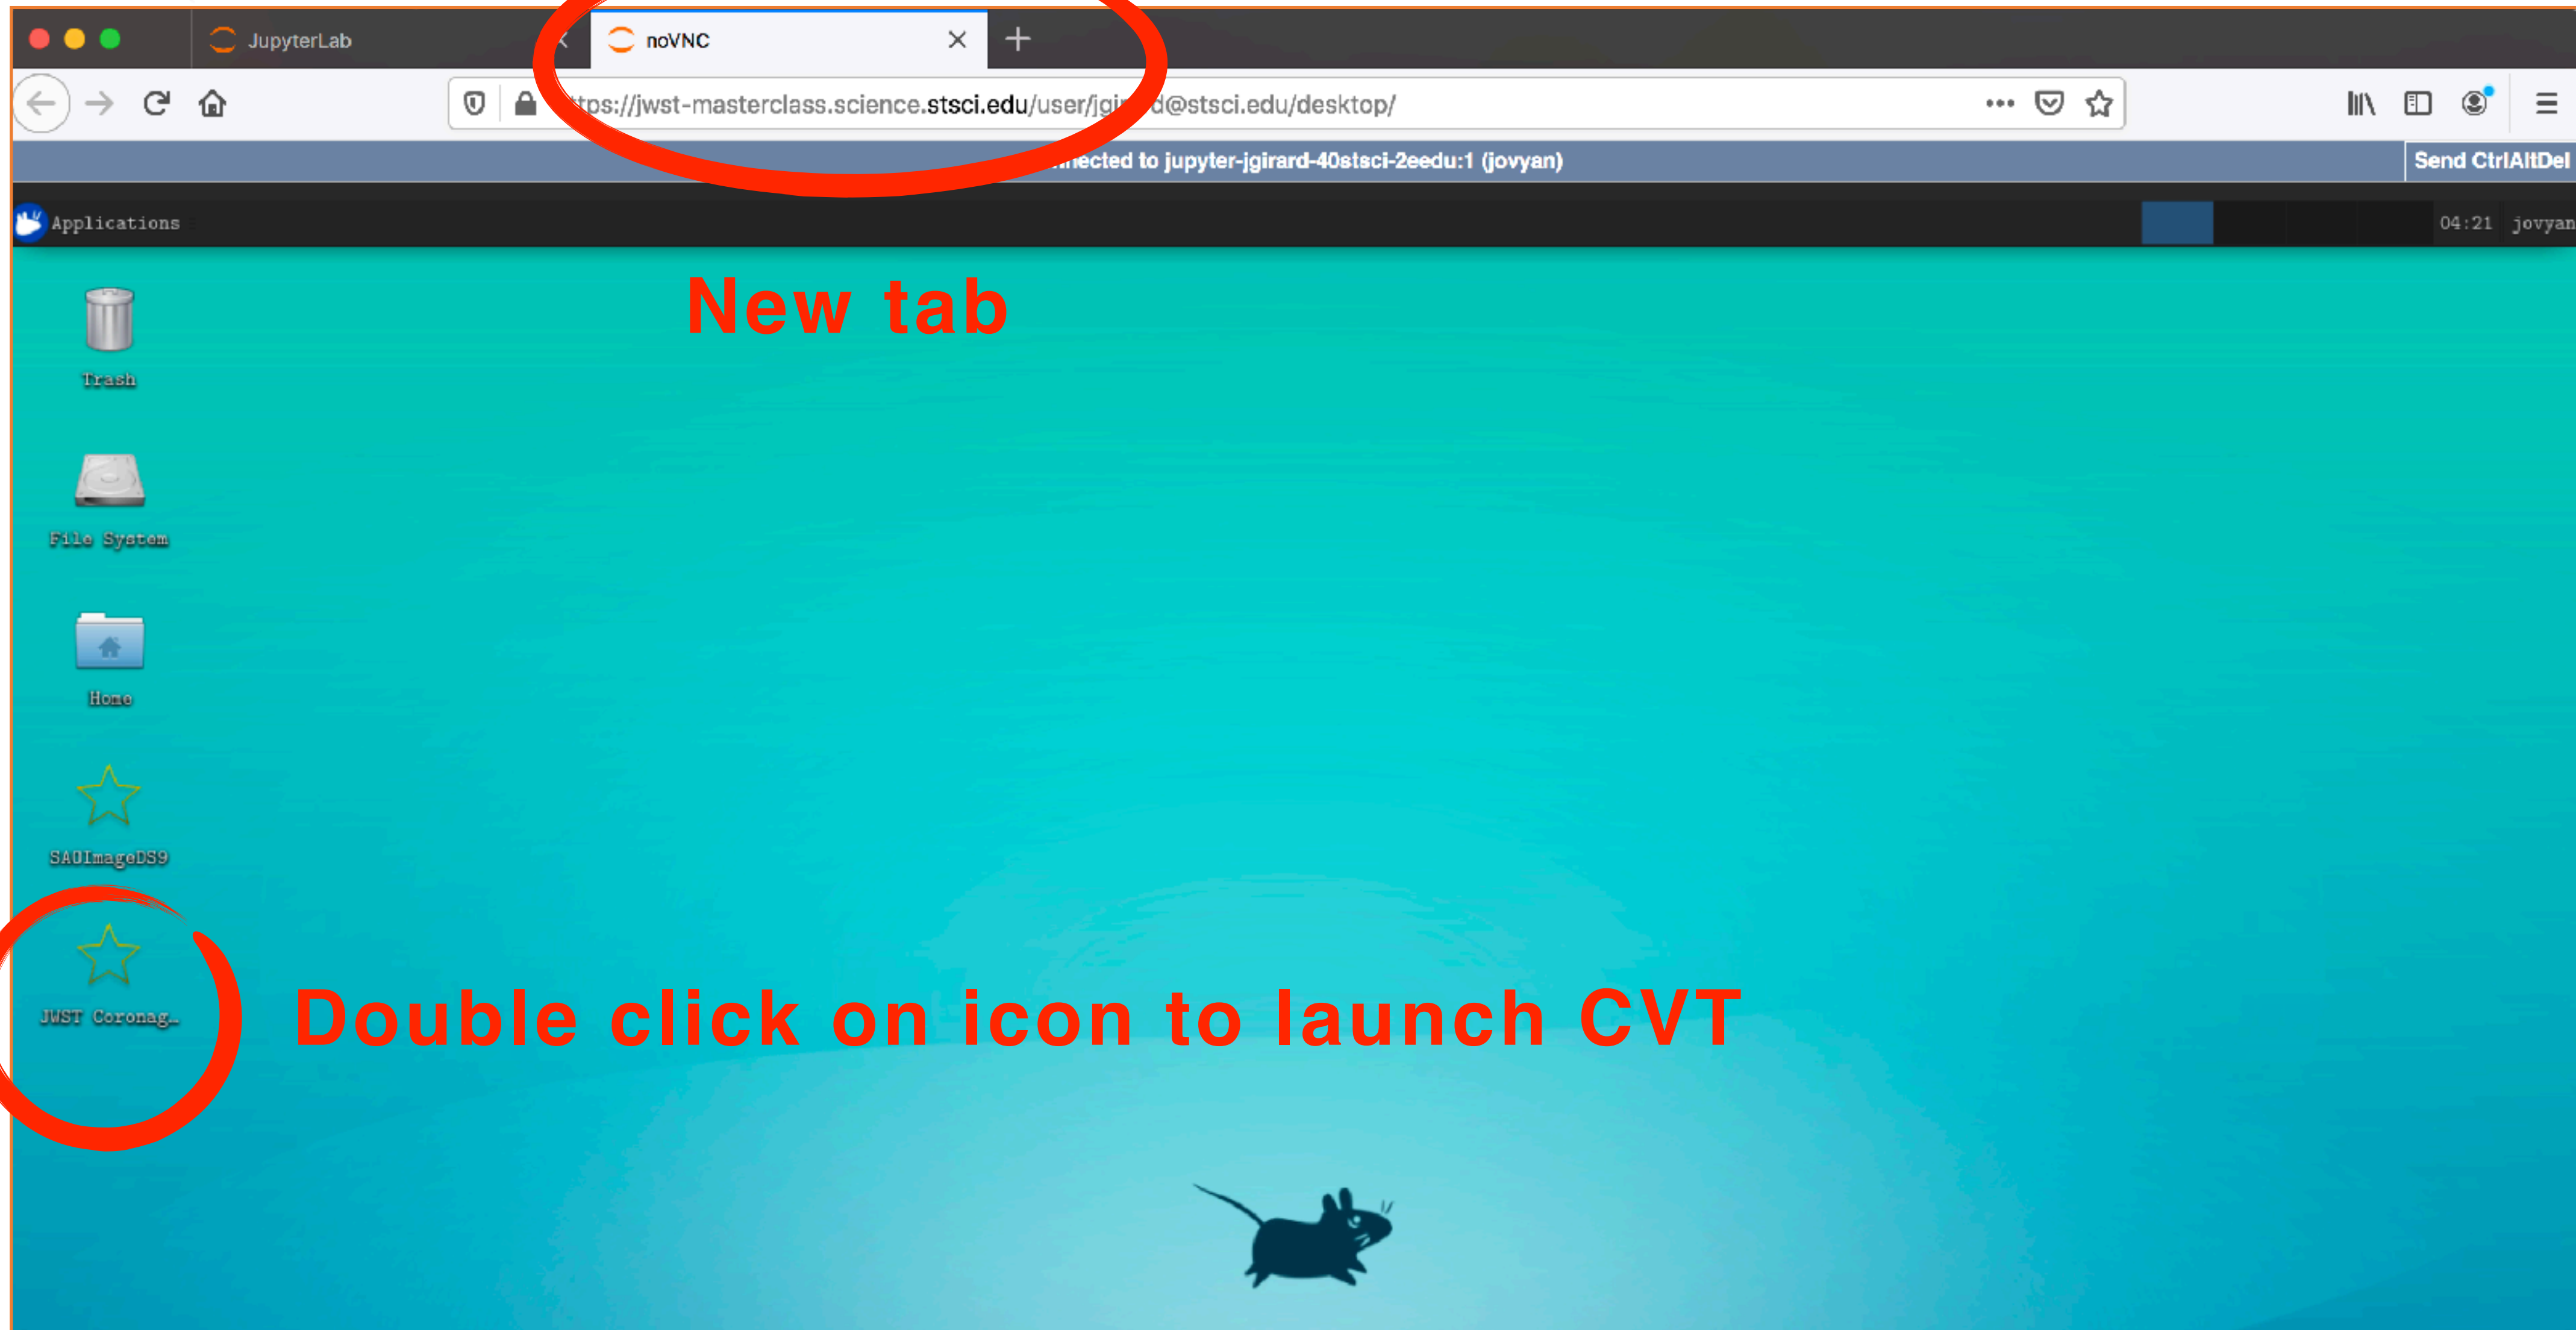 JupyterLab
noVNC
ttps://jwst-masterclass.science.stsci.edu/user/jgi d@stsci.edu/desktop/
nnected to jupyter-jgirard-40stsci-2eedu:1 (jovyan)
Send CtrlAltDel
Applications
04:21 jovyan
New tab
Trash
File System
Home
SAOImageDS9
JWST Coronag…
Double click on icon to launch CVT